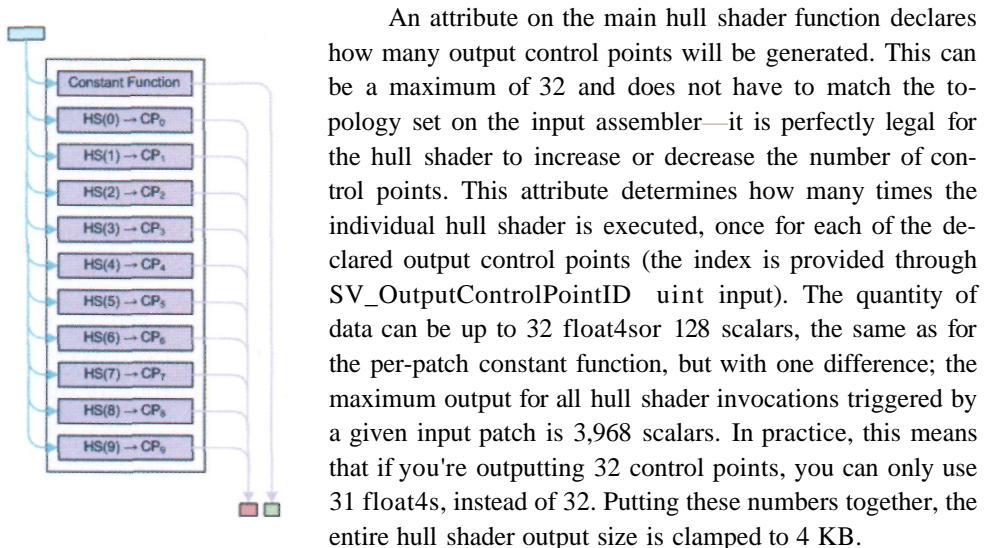 Constant Function
HS(0) → CP₀
HS(1) → CP₁
HS(2) → CP₂
HS(3) → CP₃
HS(4) → CP₄
HS(5) → CP₅
HS(6) → CP₆
HS(7) → CP₇
HS(8) → CP₈
HS(9) → CP₉
An attribute on the main hull shader function declares
how many output control points will be generated. This can
be a maximum of 32 and does not have to match the to-
pology set on the input assembler—it is perfectly legal for
the hull shader to increase or decrease the number of con-
trol points. This attribute determines how many times the
individual hull shader is executed, once for each of the de-
clared output control points (the index is provided through
SV_OutputControlPointID uint input). The quantity of
data can be up to 32 float4sor 128 scalars, the same as for
the per-patch constant function, but with one difference; the
maximum output for all hull shader invocations triggered by
a given input patch is 3,968 scalars. In practice, this means
that if you're outputting 32 control points, you can only use
31 float4s, instead of 32. Putting these numbers together, the
entire hull shader output size is clamped to 4 KB.